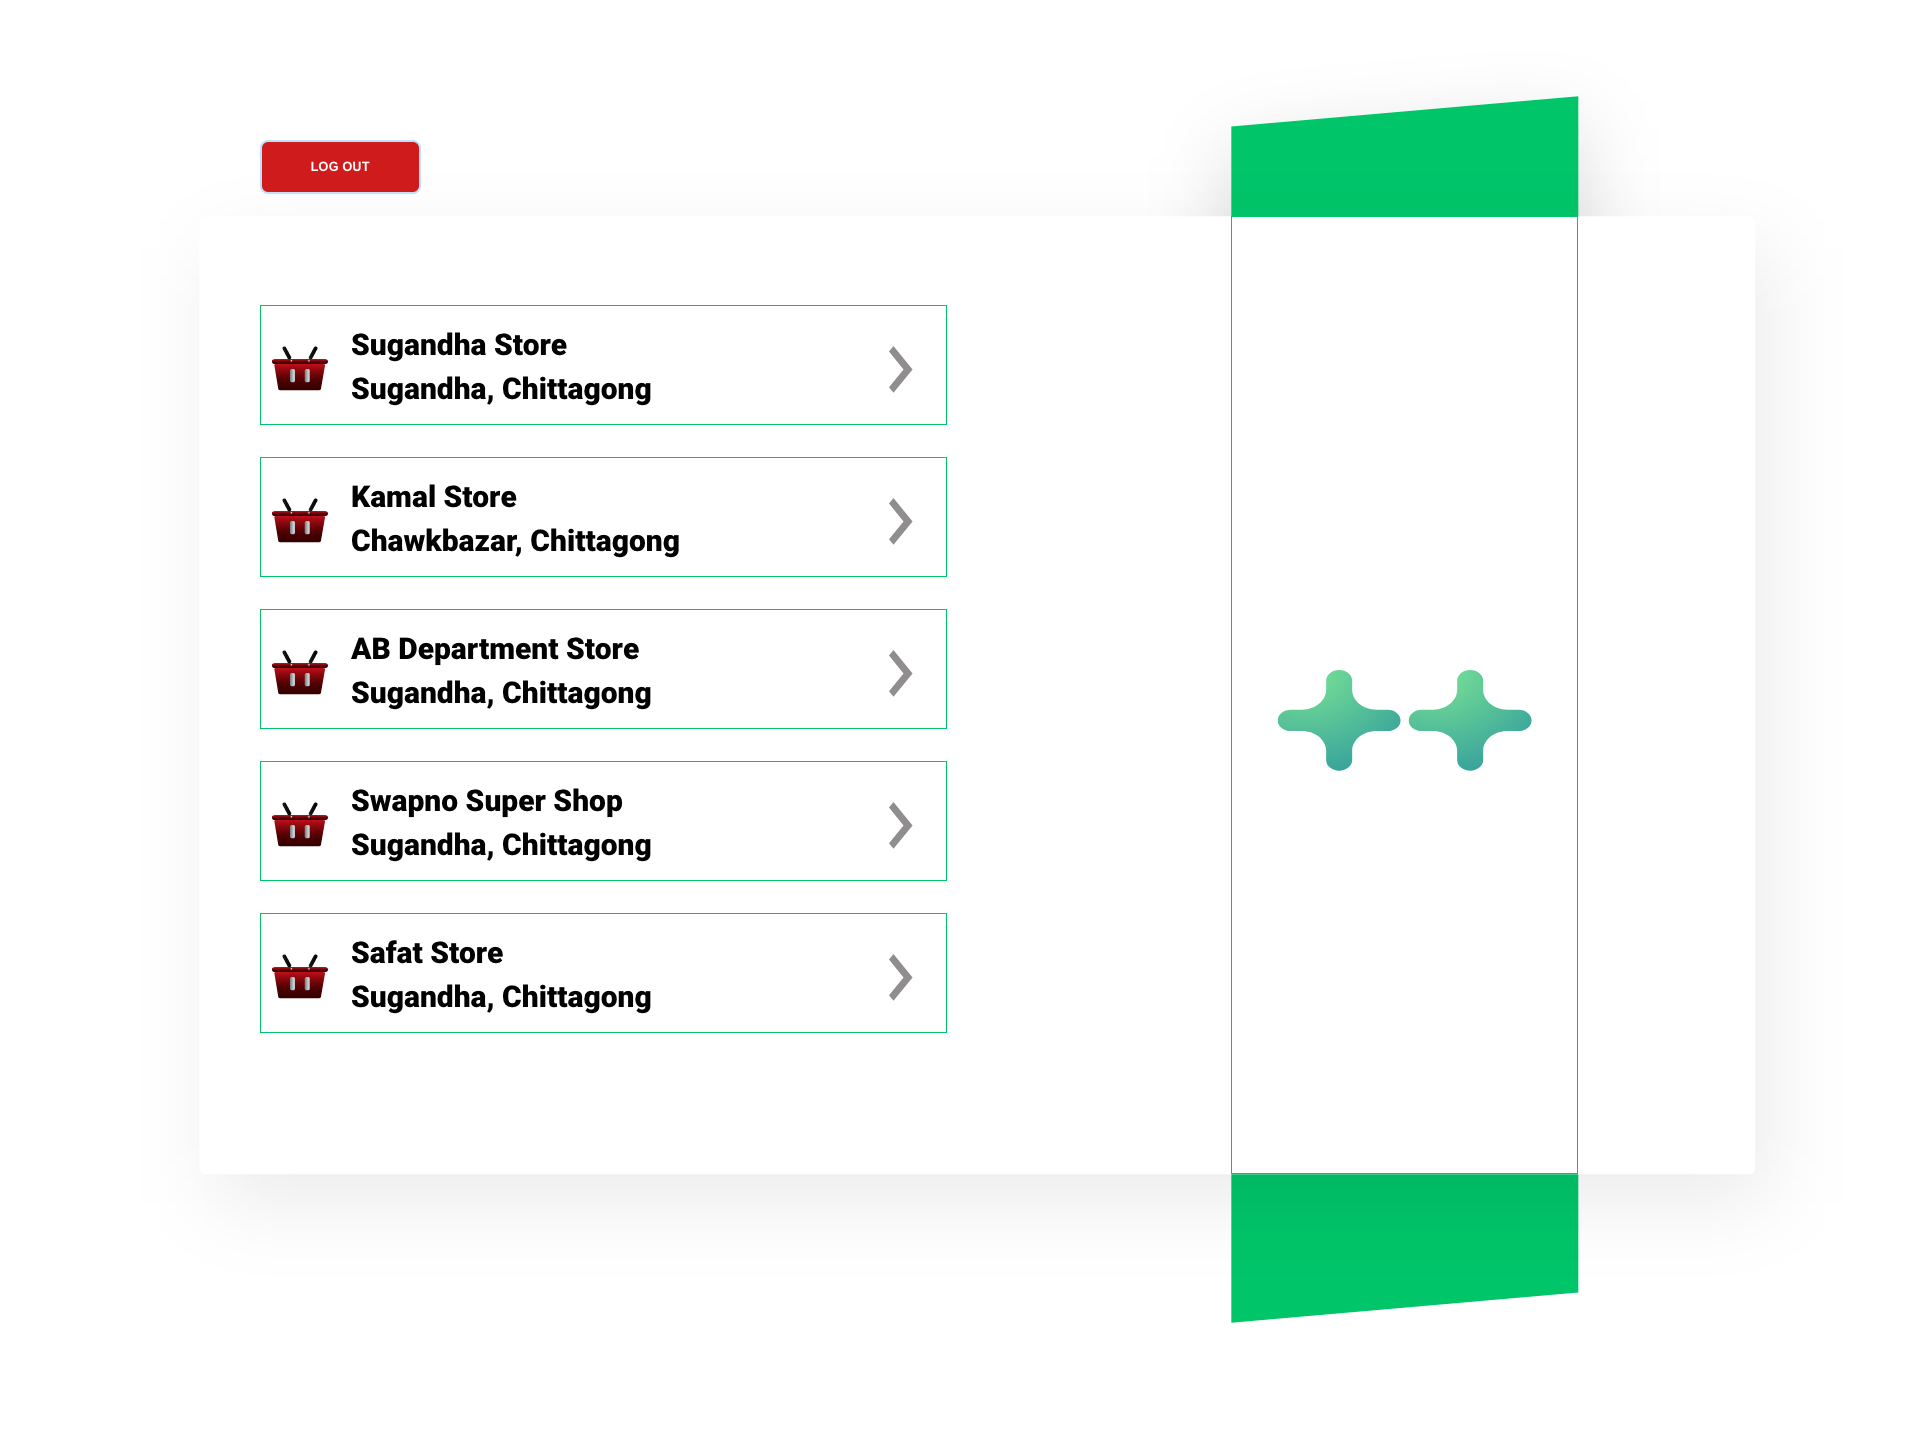 LOG OUT
Sugandha Store
Sugandha, Chittagong
Kamal Store
Chawkbazar, Chittagong
AB Department Store
Sugandha, Chittagong
Swapno Super Shop
Sugandha, Chittagong
Safat Store
Sugandha, Chittagong